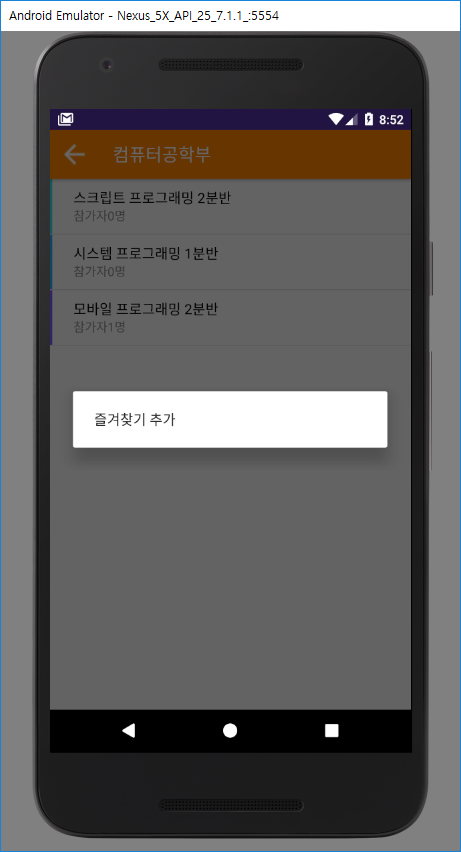 Android Emulator - Nexus_5X_API_25_7.1.1_:5554
8:52
컴퓨터공학부
스크립트 프로그래밍 2분반
참가자0명
시스템 프로그래밍 1분반
참가자0명
모바일 프로그래밍 2분반
참가자1명
즐겨찾기 추가